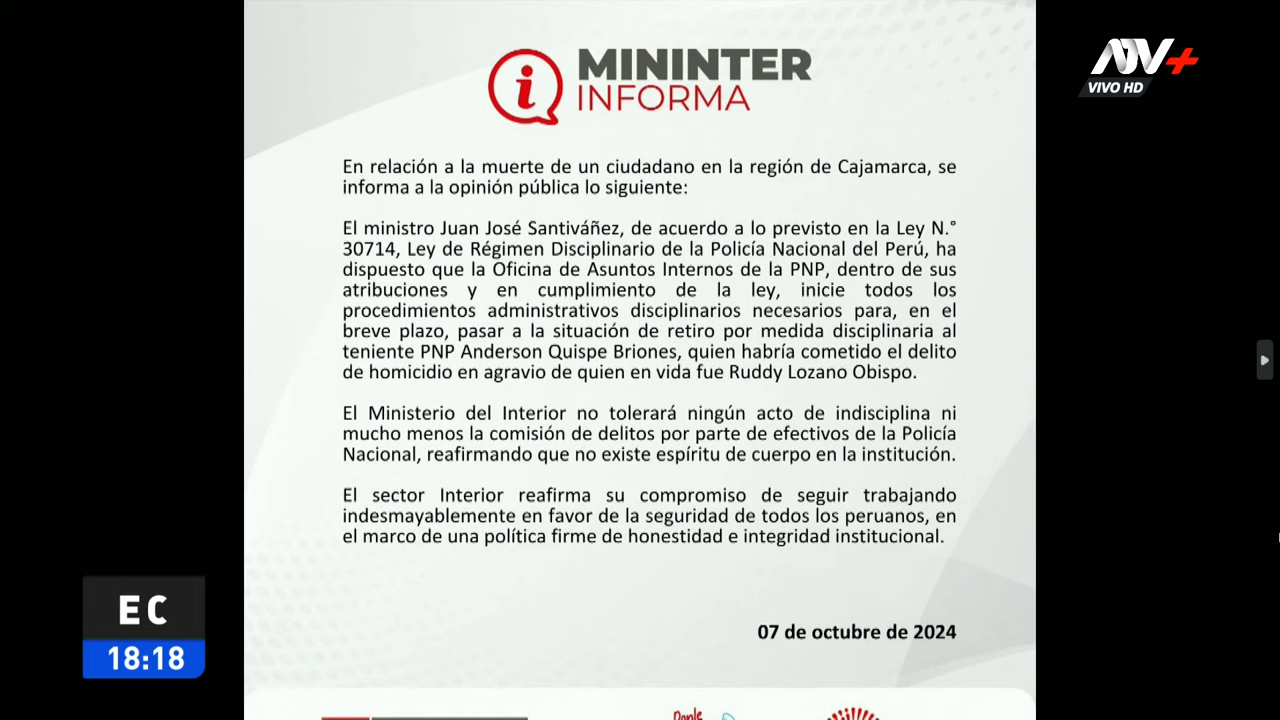 MININTER
INFORMA
ATV+
VIVO HD
En relación a la muerte de un ciudadano en la región de Cajamarca, se
informa a la opinión pública lo siguiente:
El ministro Juan José Santiváñez, de acuerdo a lo previsto en la Ley N.°
30714, Ley de Régimen Disciplinario de la Policía Nacional del Perú, ha
dispuesto que la Oficina de Asuntos Internos de la PNP, dentro de sus
atribuciones y en cumplimiento de la ley, inicie todos los
procedimientos administrativos disciplinarios necesarios para, en el
breve plazo, pasar a la situación de retiro por medida disciplinaria al
teniente PNP Anderson Quispe Briones, quien habría cometido el delito
de homicidio en agravio de quien en vida fue Ruddy Lozano Obispo.
El Ministerio del Interior no tolerará ningún acto de indisciplina ni
mucho menos la comisión de delitos por parte de efectivos de la Policía
Nacional, reafirmando que no existe espíritu de cuerpo en la institución.
El sector Interior reafirma su compromiso de seguir trabajando
indesmayablemente en favor de la seguridad de todos los peruanos, en
el marco de una política firme de honestidad e integridad institucional.
07 de octubre de 2024
EC
18:18